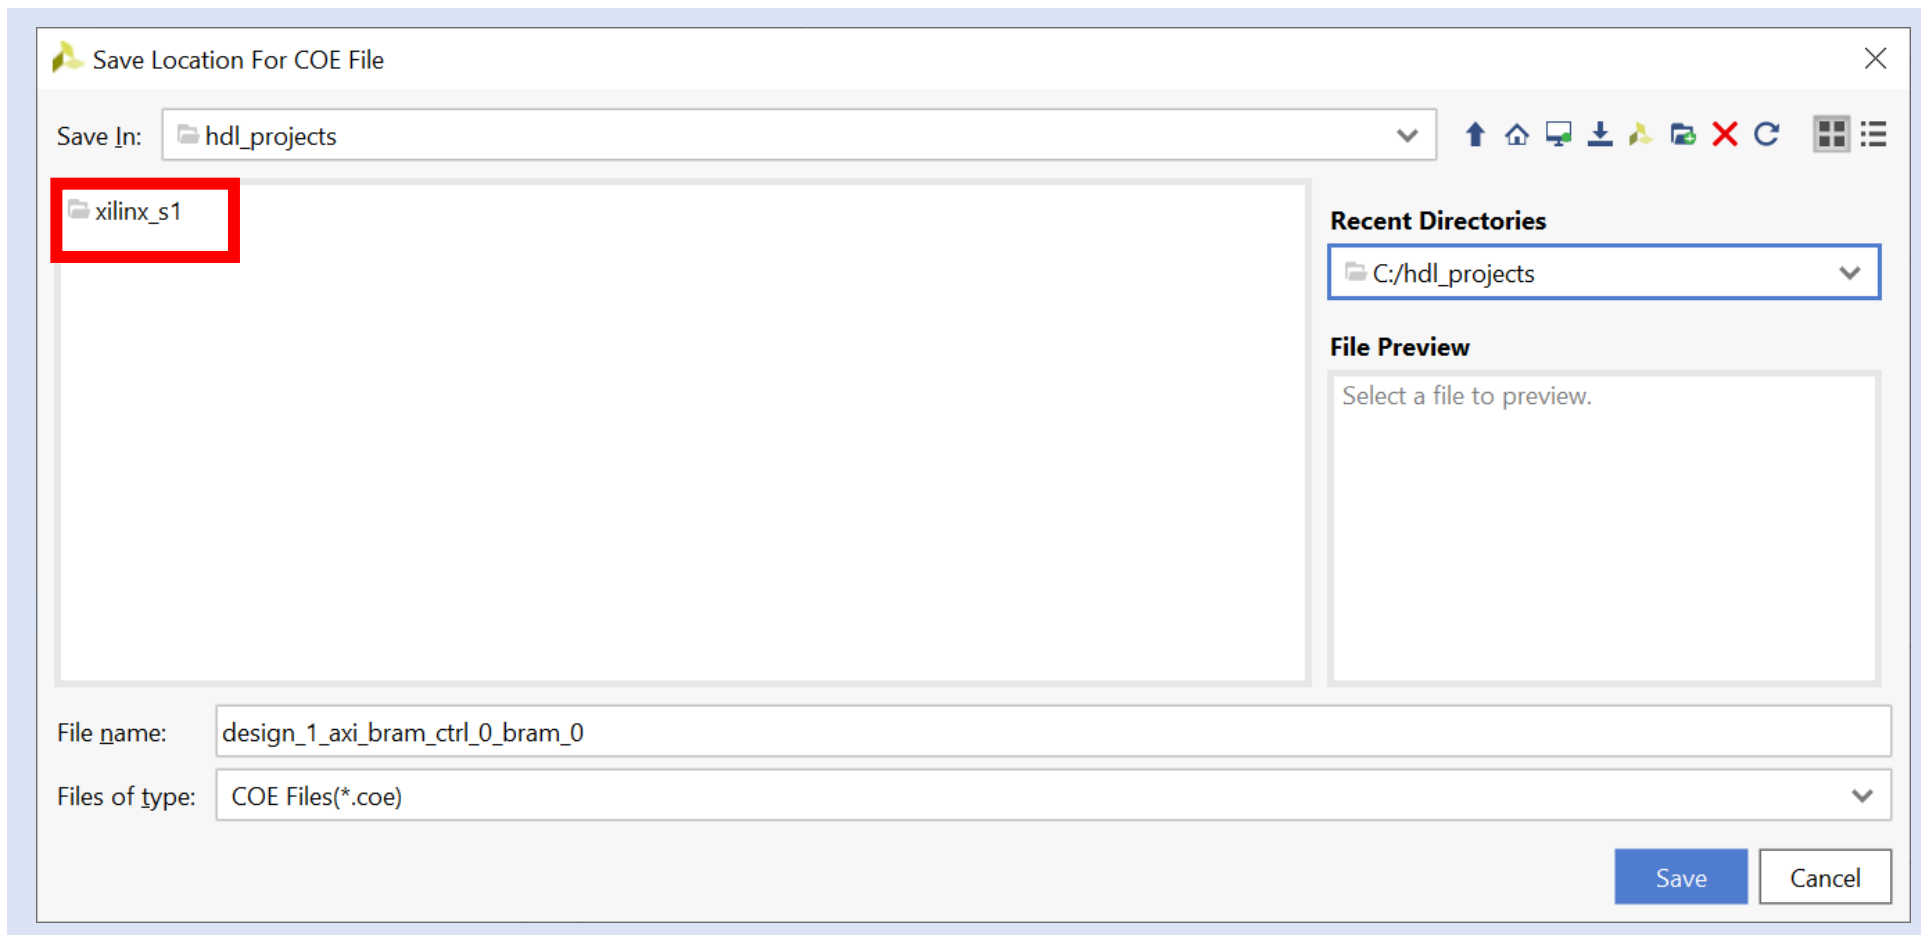 Save Location For COE File
Save In: hdl_projects
xilinx_s1
Recent Directories
C:/hdl_projects
File Preview
Select a file to preview.
File name: design_1_axi_bram_ctrl_0_bram_0
Files of type: COE Files(*.coe)
Save Cancel